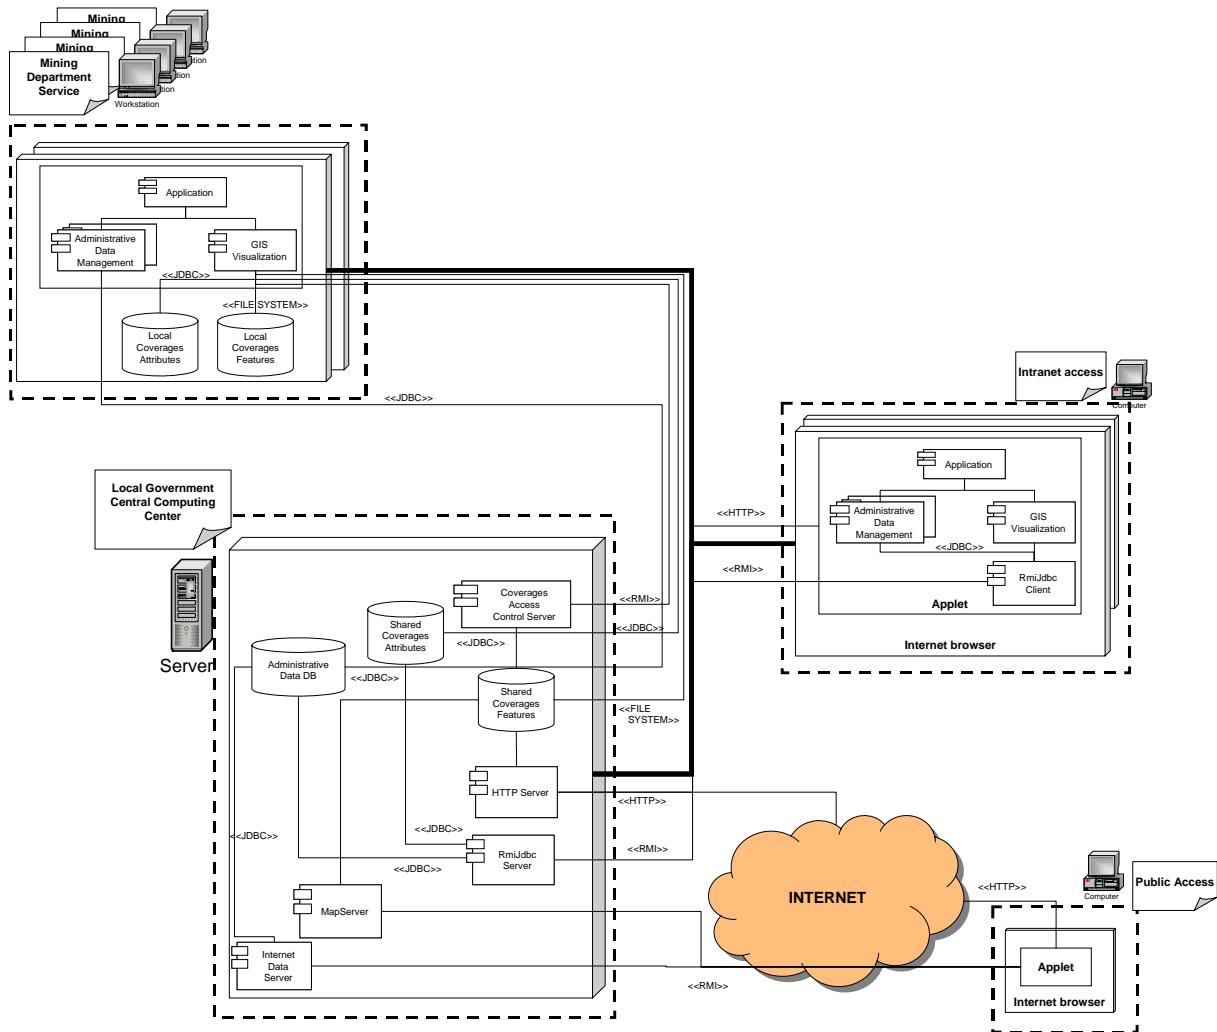 Mining
Mining
Mining
Mining
Department
Service
Workstation
Application
Administrative
Data
Management
GIS
Visualization
<<JDBC>>
<<FILE SYSTEM>>
Local
Coverages
Attributes
Local
Coverages
Features
<<JDBC>>
Intranet access
Computer
Application
Administrative
Data
Management
GIS
Visualization
<<JDBC>>
RmiJdbc
Client
Applet
Internet browser
<<HTTP>>
<<RMI>>
Local Government
Central Computing
Center
Server
Coverages
Access
Control Server
<<RMI>>
Shared
Coverages
Attributes
<<JDBC>>
<<JDBC>>
Administrative
Data DB
<<JDBC>>
Shared
Coverages
Features
<<FILE
SYSTEM>>
HTTP Server
<<HTTP>>
<<JDBC>>
<<JDBC>>
RmiJdbc
Server
<<RMI>>
<<JDBC>>
MapServer
Internet
Data
Server
<<RMI>>
INTERNET
<<HTTP>>
Computer
Public Access
Applet
Internet browser